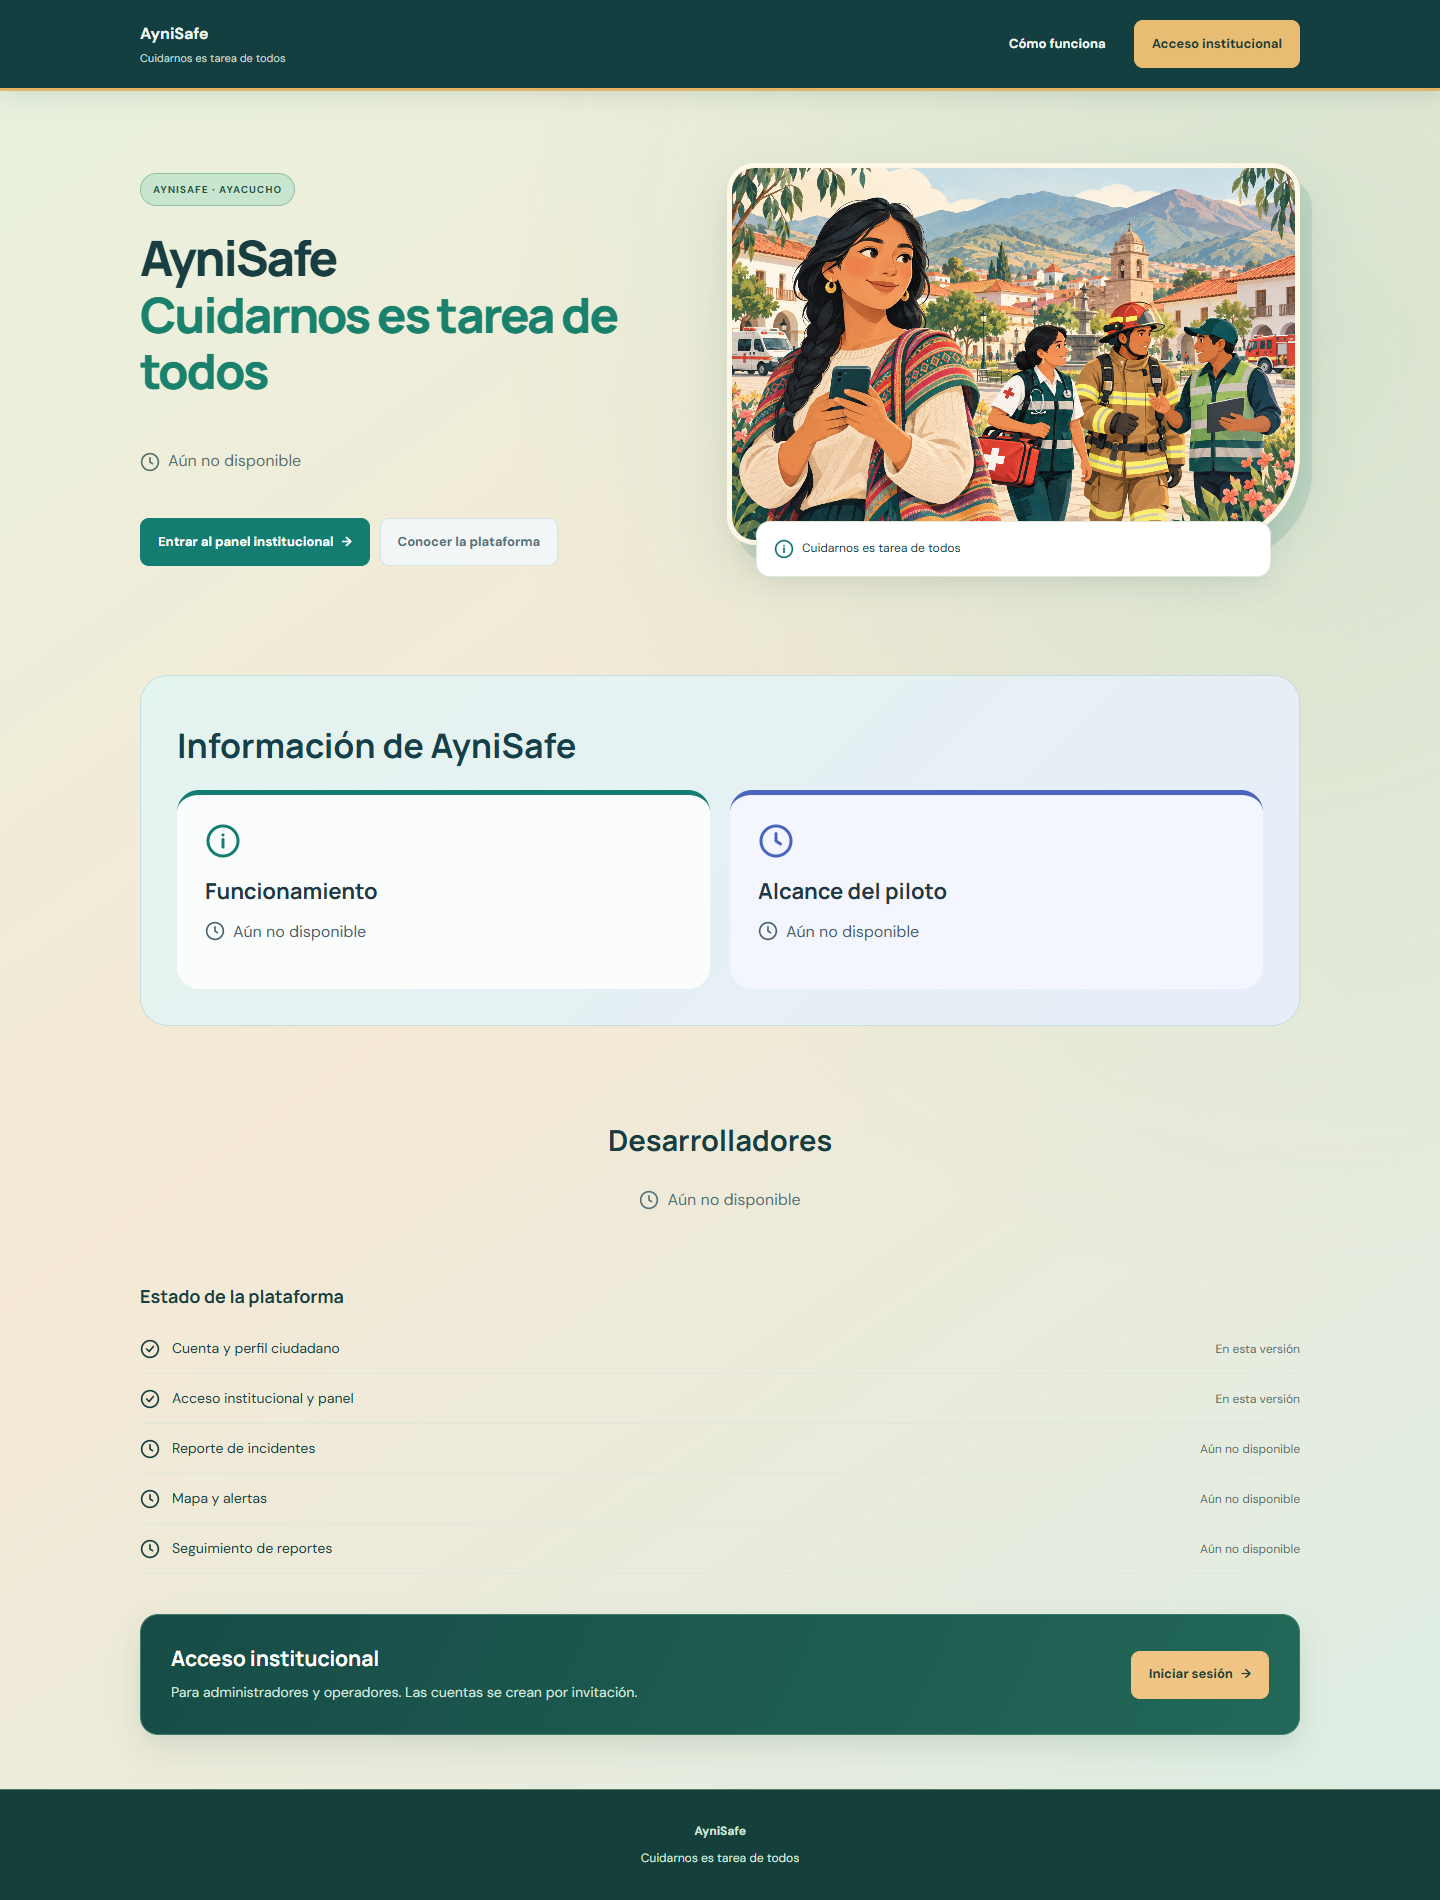 AyniSafe
Cuidarnos es tarea de todos
Cómo funciona
Acceso institucional
AYNISAFE · AYACUCHO
AyniSafe
Cuidarnos es tarea de
todos
Aún no disponible
Entrar al panel institucional →
Conocer la plataforma
Cuidarnos es tarea de todos
Información de AyniSafe
Funcionamiento
Aún no disponible
Alcance del piloto
Aún no disponible
Desarrolladores
Aún no disponible
Estado de la plataforma
Cuenta y perfil ciudadano
En esta versión
Acceso institucional y panel
En esta versión
Reporte de incidentes
Aún no disponible
Mapa y alertas
Aún no disponible
Seguimiento de reportes
Aún no disponible
Acceso institucional
Para administradores y operadores. Las cuentas se crean por invitación.
Iniciar sesión →
AyniSafe
Cuidarnos es tarea de todos